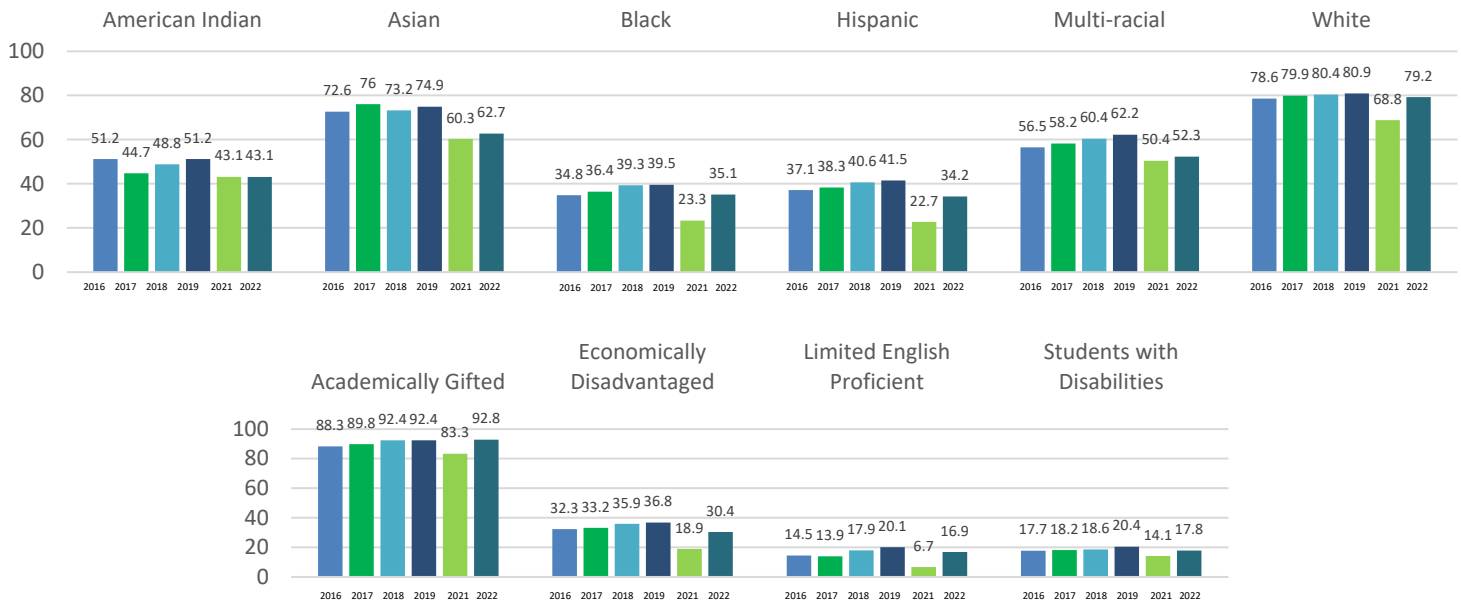 American Indian Asian Black Hispanic Multi-racial White
100
80
60
40
20
0
51.2 44.7 48.8 51.2 43.1 43.1
72.6 76 73.2 74.9 60.3 62.7
34.8 36.4 39.3 39.5 23.3 35.1
37.1 38.3 40.6 41.5 22.7 34.2
56.5 58.2 60.4 62.2 50.4 52.3
78.6 79.9 80.4 80.9 68.8 79.2
2016 2017 2018 2019 2021 2022 2016 2017 2018 2019 2021 2022 2016 2017 2018 2019 2021 2022 2016 2017 2018 2019 2021 2022 2016 2017 2018 2019 2021 2022 2016 2017 2018 2019 2021 2022
Academically Gifted
Economically
Disadvantaged
Limited English
Proficient
Students with
Disabilities
100
80
60
40
20
0
88.3 89.8 92.4 92.4 83.3 92.8
32.3 33.2 35.9 36.8 18.9 30.4
14.5 13.9 17.9 20.1 6.7 16.9
17.7 18.2 18.6 20.4 14.1 17.8
2016 2017 2018 2019 2021 2022 2016 2017 2018 2019 2021 2022 2016 2017 2018 2019 2021 2022 2016 2017 2018 2019 2021 2022